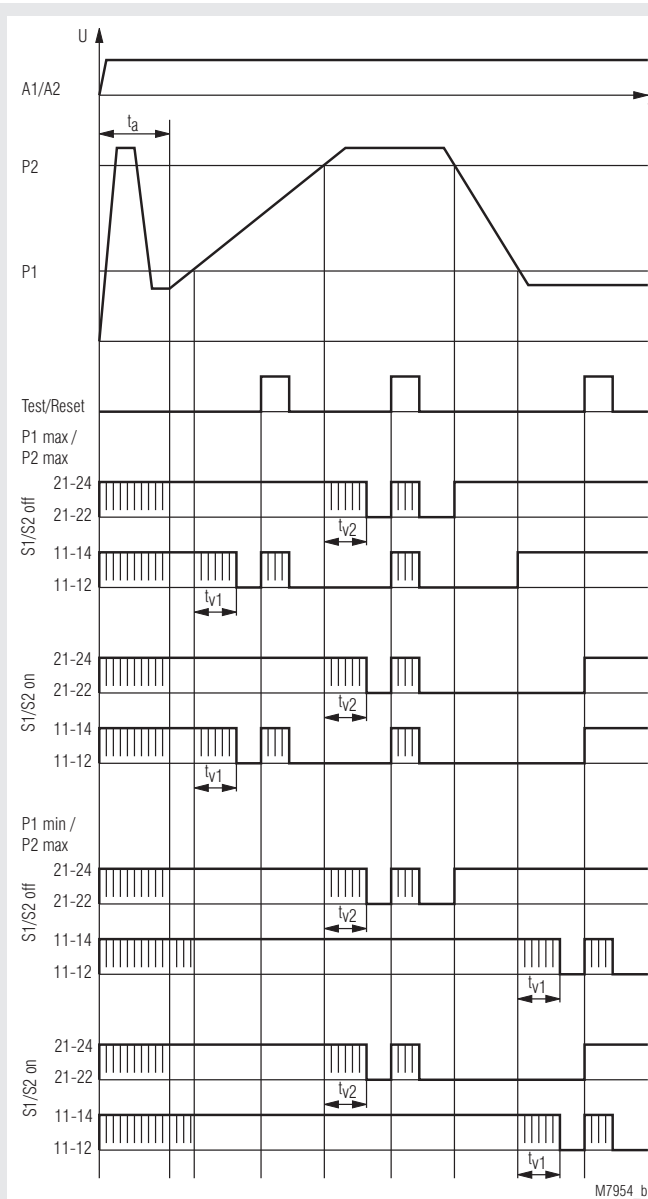 U
A1/A2
ta
P2
P1
Test/Reset
P1 max /
P2 max
S1/S2 off
21-24
21-22
tv2
11-14
11-12
tv1
S1/S2 on
21-24
21-22
tv2
11-14
11-12
tv1
P1 min /
P2 max
S1/S2 off
21-24
21-22
tv2
11-14
11-12
tv1
S1/S2 on
21-24
21-22
tv2
11-14
11-12
tv1
M7954_b